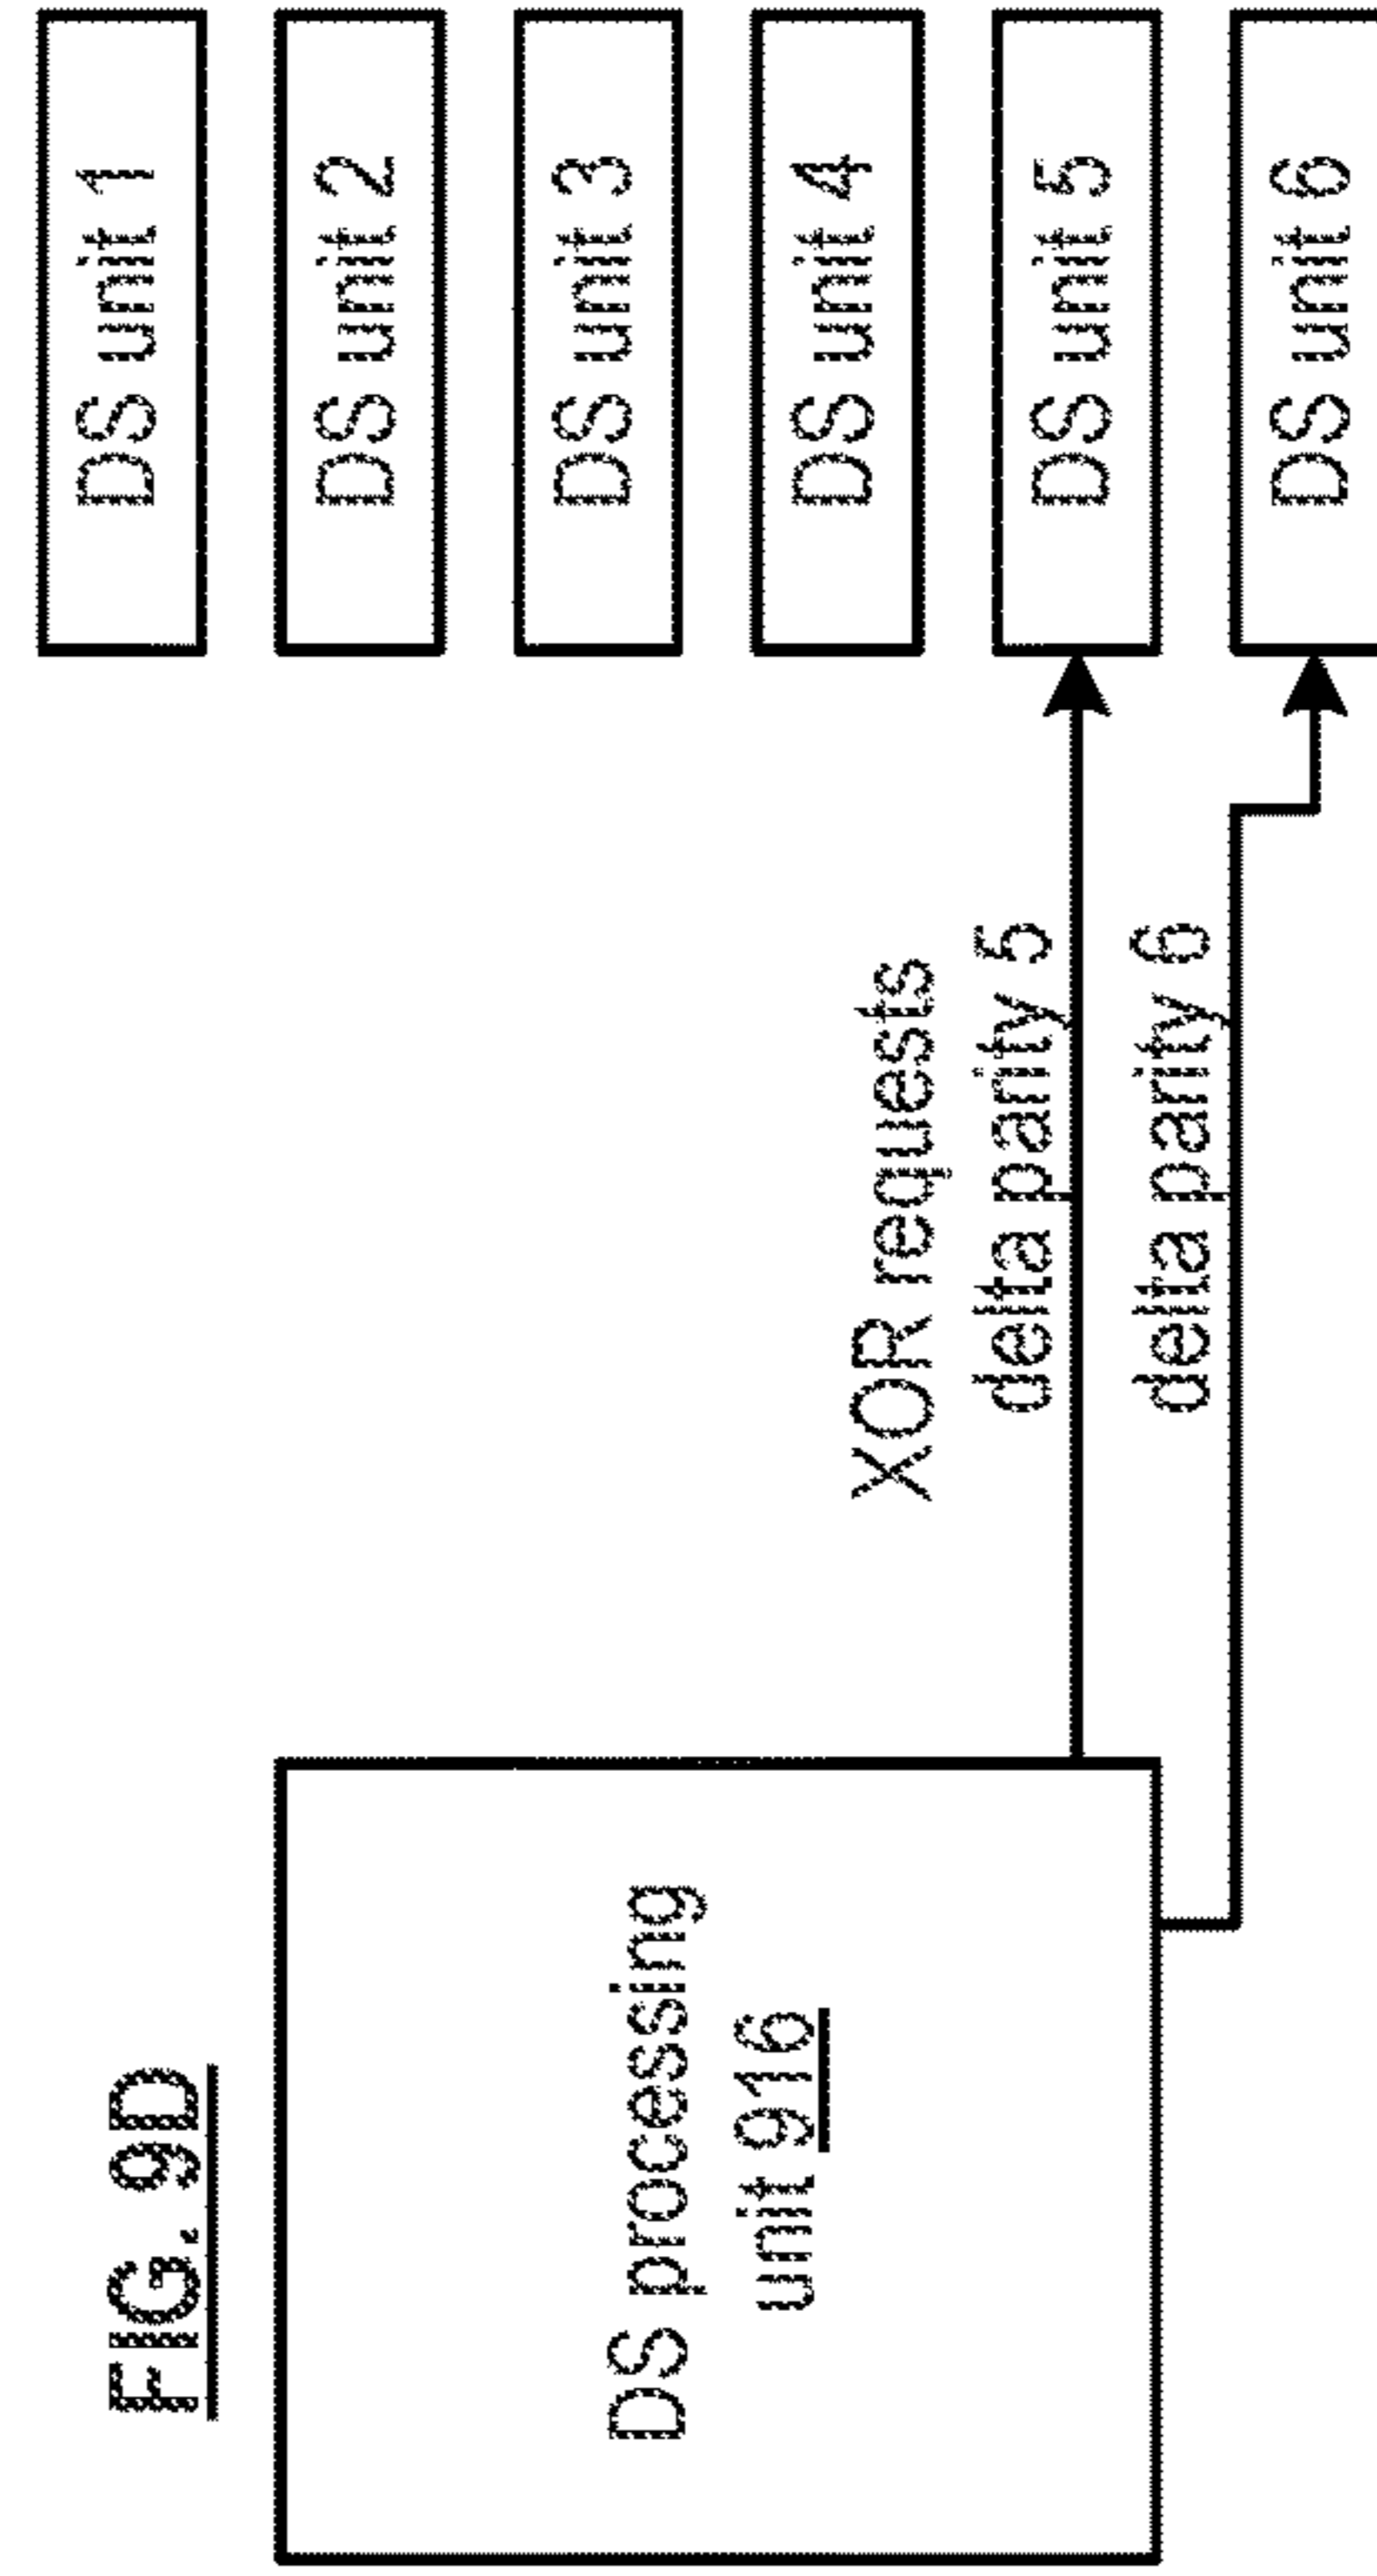 FIG. 9D
DS processing
unit 916
XOR requests
delta parity 5
delta parity 6
DS unit 1
DS unit 2
DS unit 3
DS unit 4
DS unit 5
DS unit 6